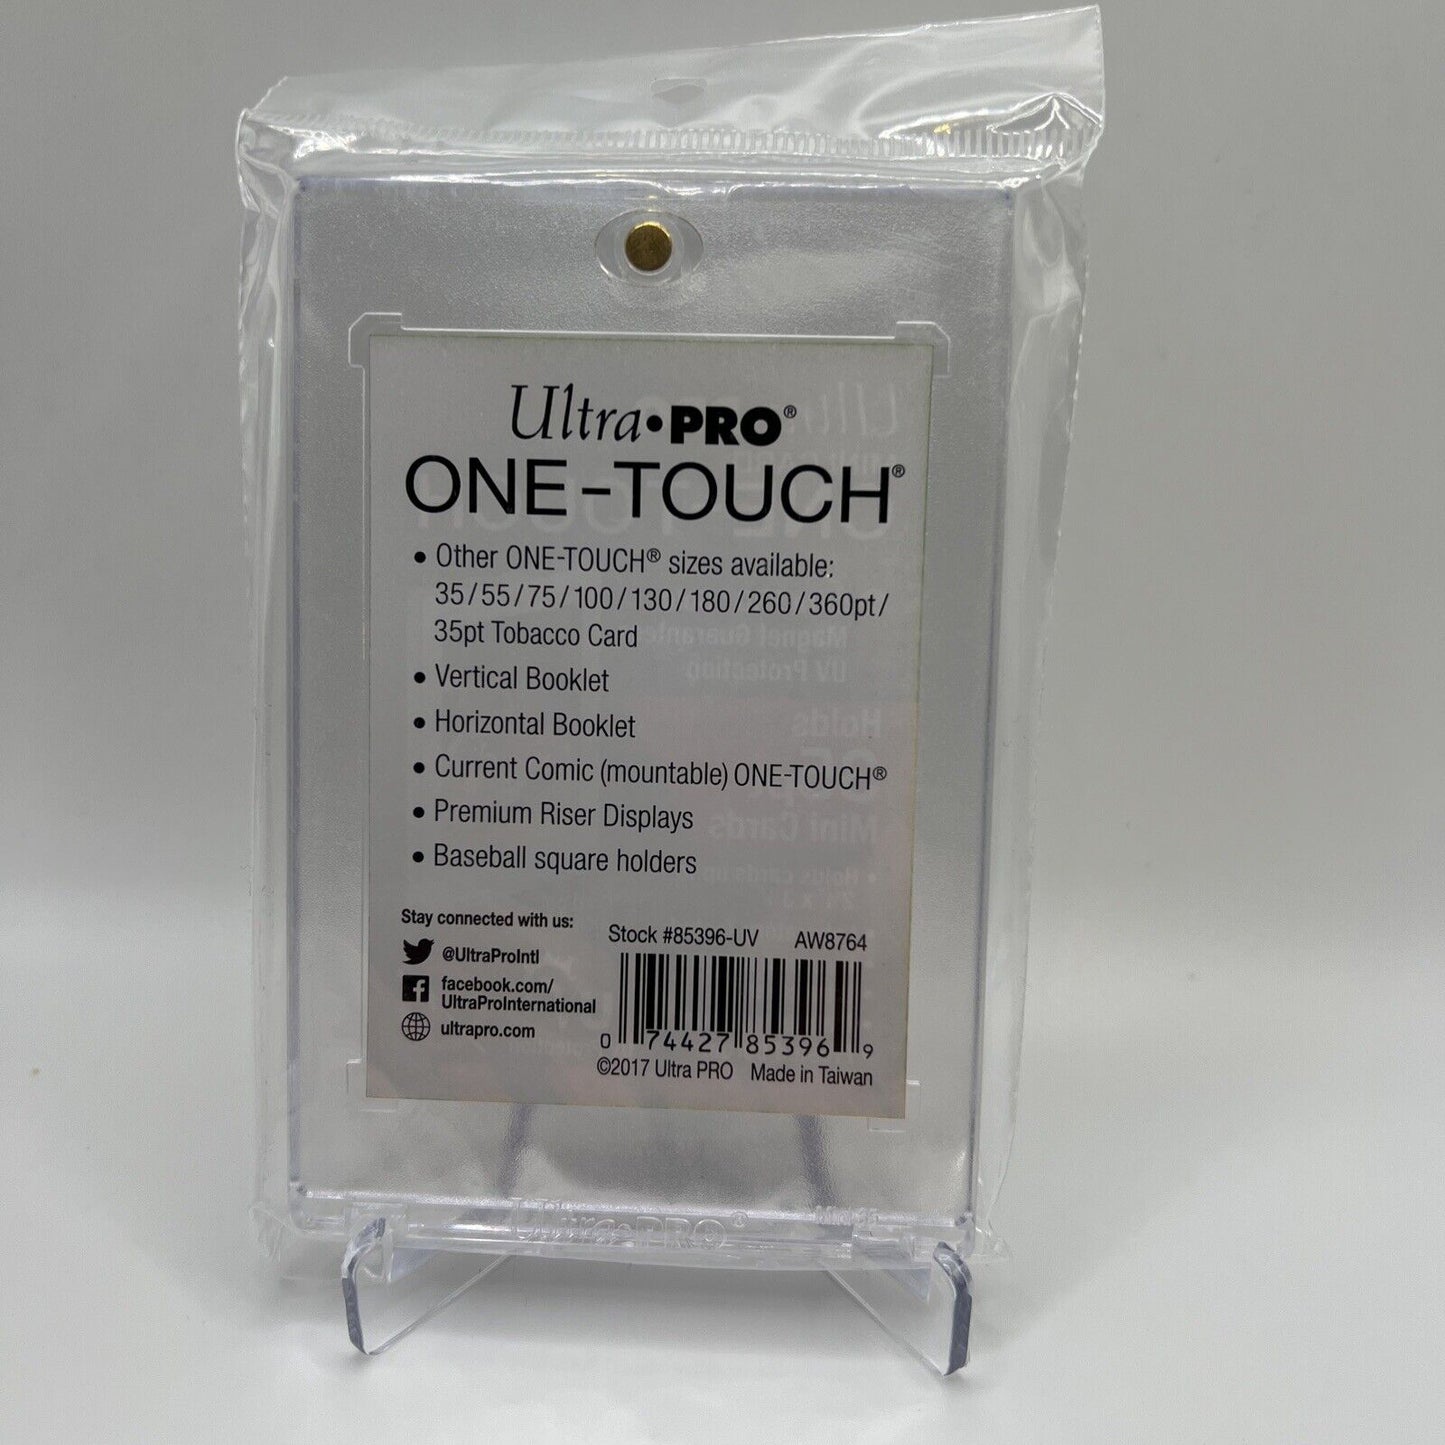 Ultra•PRO®
ONE-TOUCH®
• Other ONE-TOUCH® sizes available:
35/55/75/100/130/180/260/360pt/
35pt Tobacco Card
• Vertical Booklet
• Horizontal Booklet
• Current Comic (mountable) ONE-TOUCH®
• Premium Riser Displays
• Baseball square holders
Stay connected with us:
@UltraProIntl
facebook.com/
UltraProInternational
ultrapro.com
Stock #85396-UV AW8764
0 74427 85396 9
©2017 Ultra PRO Made in Taiwan
Ultra•PRO®